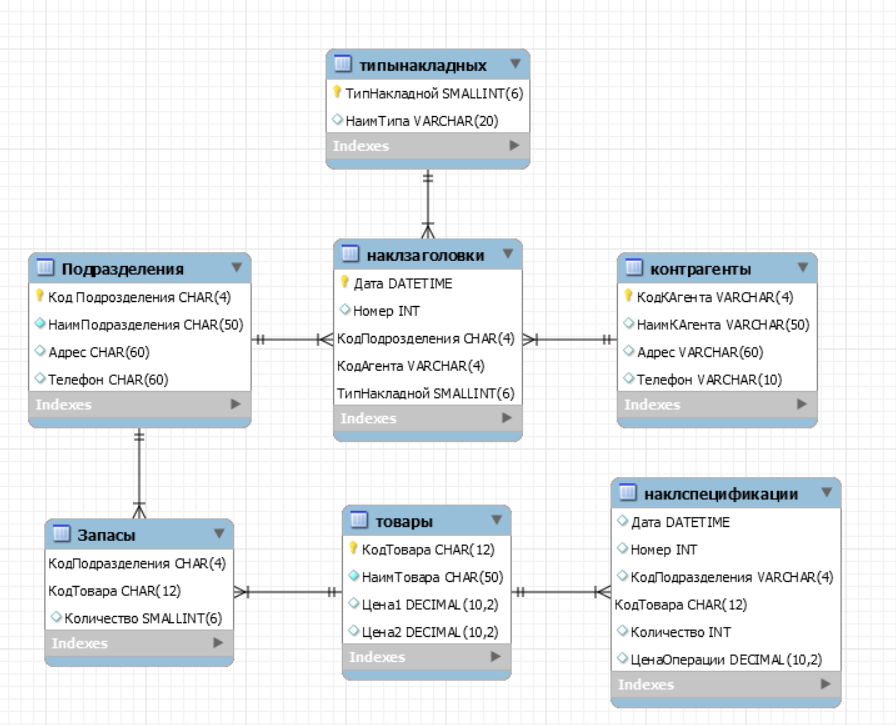 типынакладных
ТипНакладной SMALLINT(6)
НаимТипа VARCHAR(20)
Indexes
Подразделения
Код Подрозделения CHAR(4)
НаимПодразделения CHAR(50)
Адрес CHAR(60)
Телефон CHAR(60)
Indexes
наклзаголовки
Дата DATETIME
Номер INT
КодПодрозделения CHAR(4)
КодАгента VARCHAR(4)
ТипНакладной SMALLINT(6)
Indexes
контрагенты
КодКАгента VARCHAR(4)
НаимКАгента VARCHAR(50)
Адрес VARCHAR(60)
Телефон VARCHAR(10)
Indexes
Запасы
КодПодразделения CHAR(4)
КодТовара CHAR(12)
Количество SMALLINT(6)
Indexes
товары
КодТовара CHAR(12)
НаимТовара CHAR(50)
Цена1 DECIMAL(10,2)
Цена2 DECIMAL(10,2)
Indexes
наклспецификации
Дата DATETIME
Номер INT
КодПодразделения VARCHAR(4)
КодТовара CHAR(12)
Количество INT
ЦенаОперации DECIMAL(10,2)
Indexes